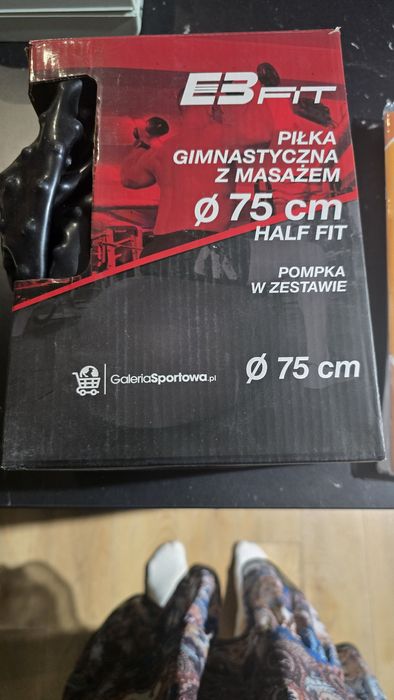 EB FIT
PIŁKA
GIMNASTYCZNA
Z MASAŻEM
Ø 75 cm
HALF FIT
POMPKA
W ZESTAWIE
GaleriaSportowa.pl
Ø 75 cm